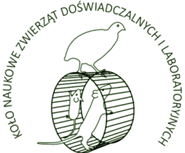 KOŁO NAUKOWE ZWIERZĄT DOŚWIADCZALNYCH I LABORATORYJNYCH